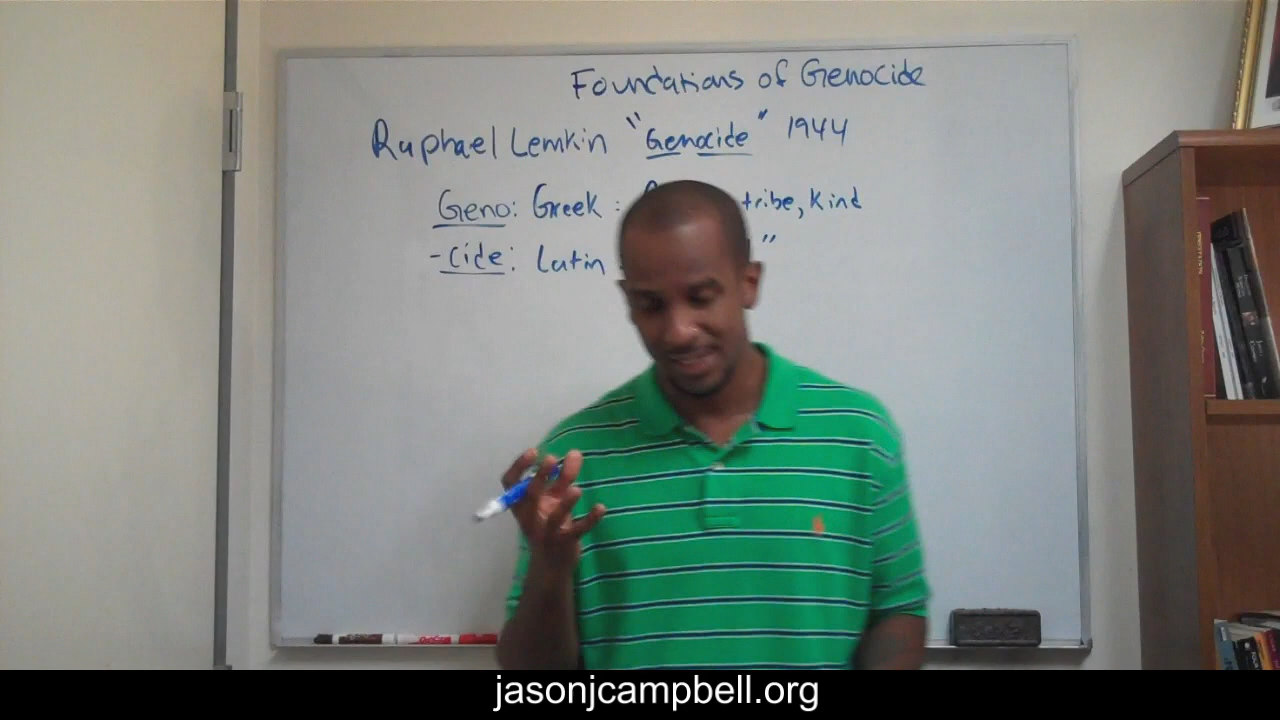 Foundations of Genocide
Raphael Lemkin "Genocide" 1944
Geno: Greek : tribe, Kind
-Cide: Latin "
jasonjcampbell.org